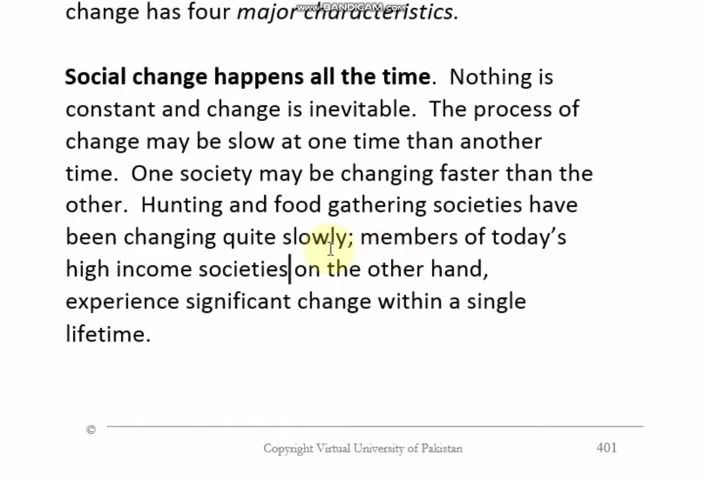 change has four major characteristics.
www.BANDICAM.com
Social change happens all the time. Nothing is
constant and change is inevitable. The process of
change may be slow at one time than another
time. One society may be changing faster than the
other. Hunting and food gathering societies have
been changing quite slowly; members of today's
high income societies on the other hand,
experience significant change within a single
lifetime.
©
Copyright Virtual University of Pakistan 401